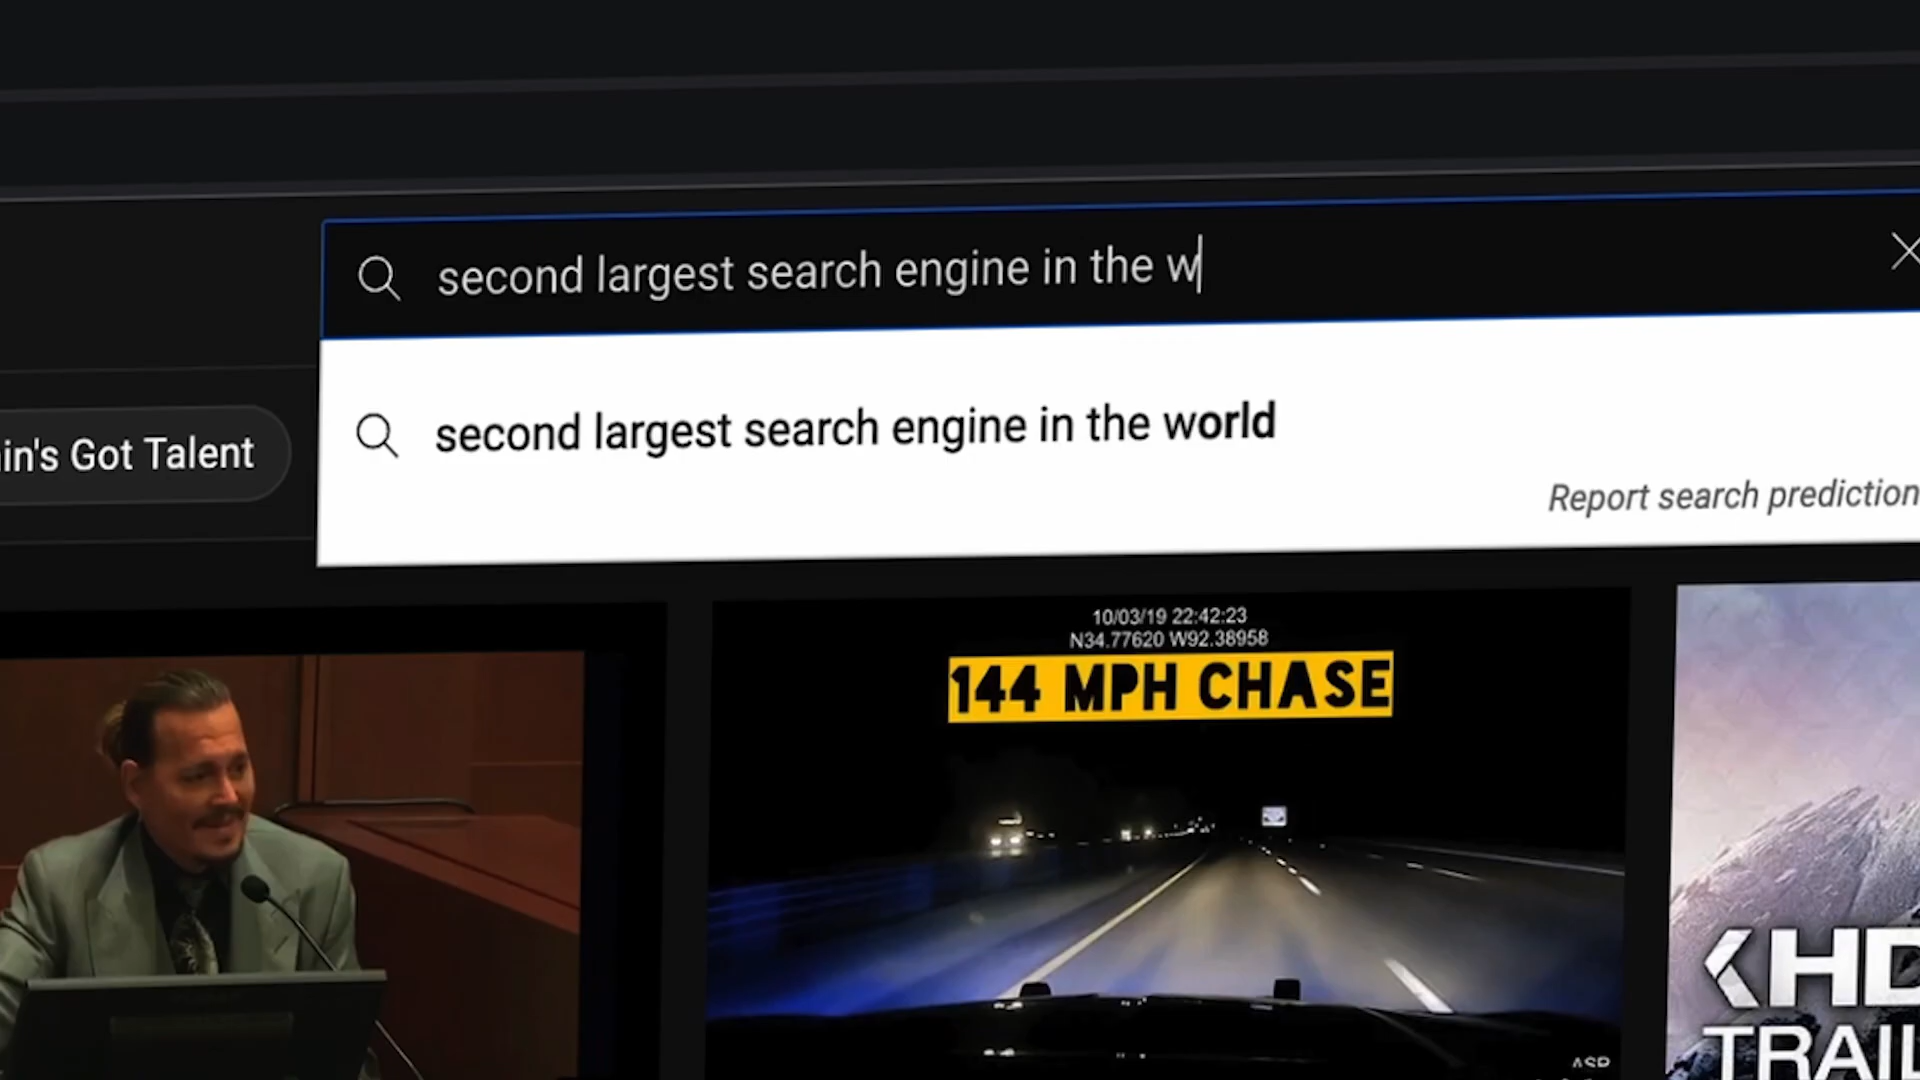 second largest search engine in the w
second largest search engine in the world
Report search prediction
in's Got Talent
10/03/19 22:42:23
N34.77620 W92.38958
144 MPH CHASE
ASP
HD
TRAIL